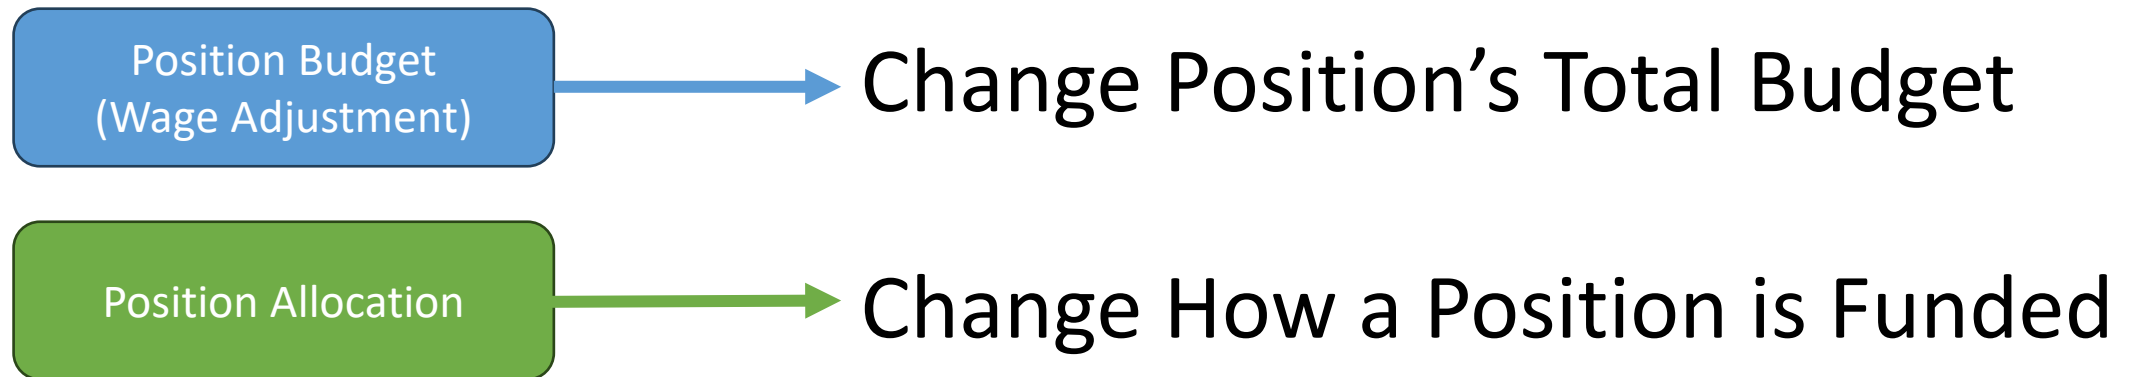 Position Budget
(Wage Adjustment)
Change Position’s Total Budget
Position Allocation
Change How a Position is Funded